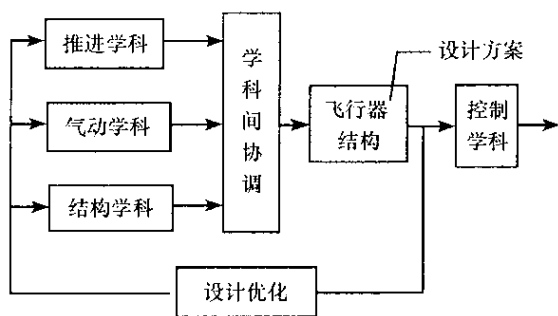 推进学科
气动学科
结构学科
学科间协调
飞行器
结构
设计方案
控制
学科
设计优化